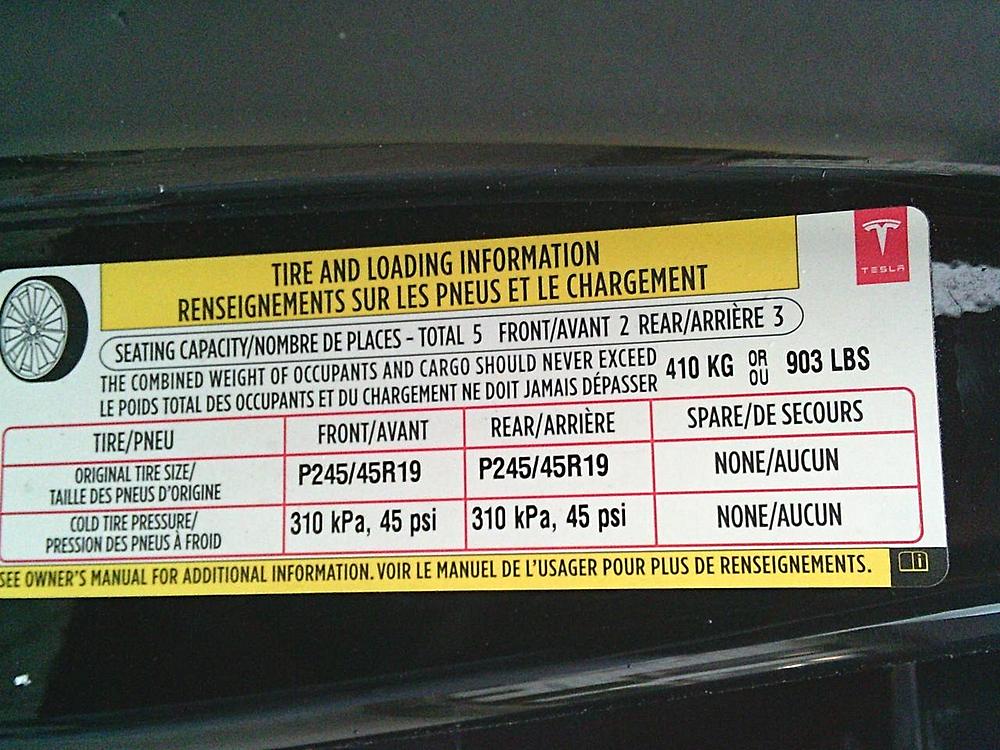 TIRE AND LOADING INFORMATION
RENSEIGNEMENTS SUR LES PNEUS ET LE CHARGEMENT
TESLA
SEATING CAPACITY/NOMBRE DE PLACES - TOTAL 5 FRONT/AVANT 2 REAR/ARRIÈRE 3
THE COMBINED WEIGHT OF OCCUPANTS AND CARGO SHOULD NEVER EXCEED
LE POIDS TOTAL DES OCCUPANTS ET DU CHARGEMENT NE DOIT JAMAIS DÉPASSER
410 KG OR 903 LBS
OU
TIRE/PNEU FRONT/AVANT REAR/ARRIÈRE SPARE/DE SECOURS
ORIGINAL TIRE SIZE/
TAILLE DES PNEUS D'ORIGINE
P245/45R19 P245/45R19 NONE/AUCUN
COLD TIRE PRESSURE/
PRESSION DES PNEUS À FROID
310 kPa, 45 psi 310 kPa, 45 psi NONE/AUCUN
SEE OWNER'S MANUAL FOR ADDITIONAL INFORMATION. VOIR LE MANUEL DE L'USAGER POUR PLUS DE RENSEIGNEMENTS.